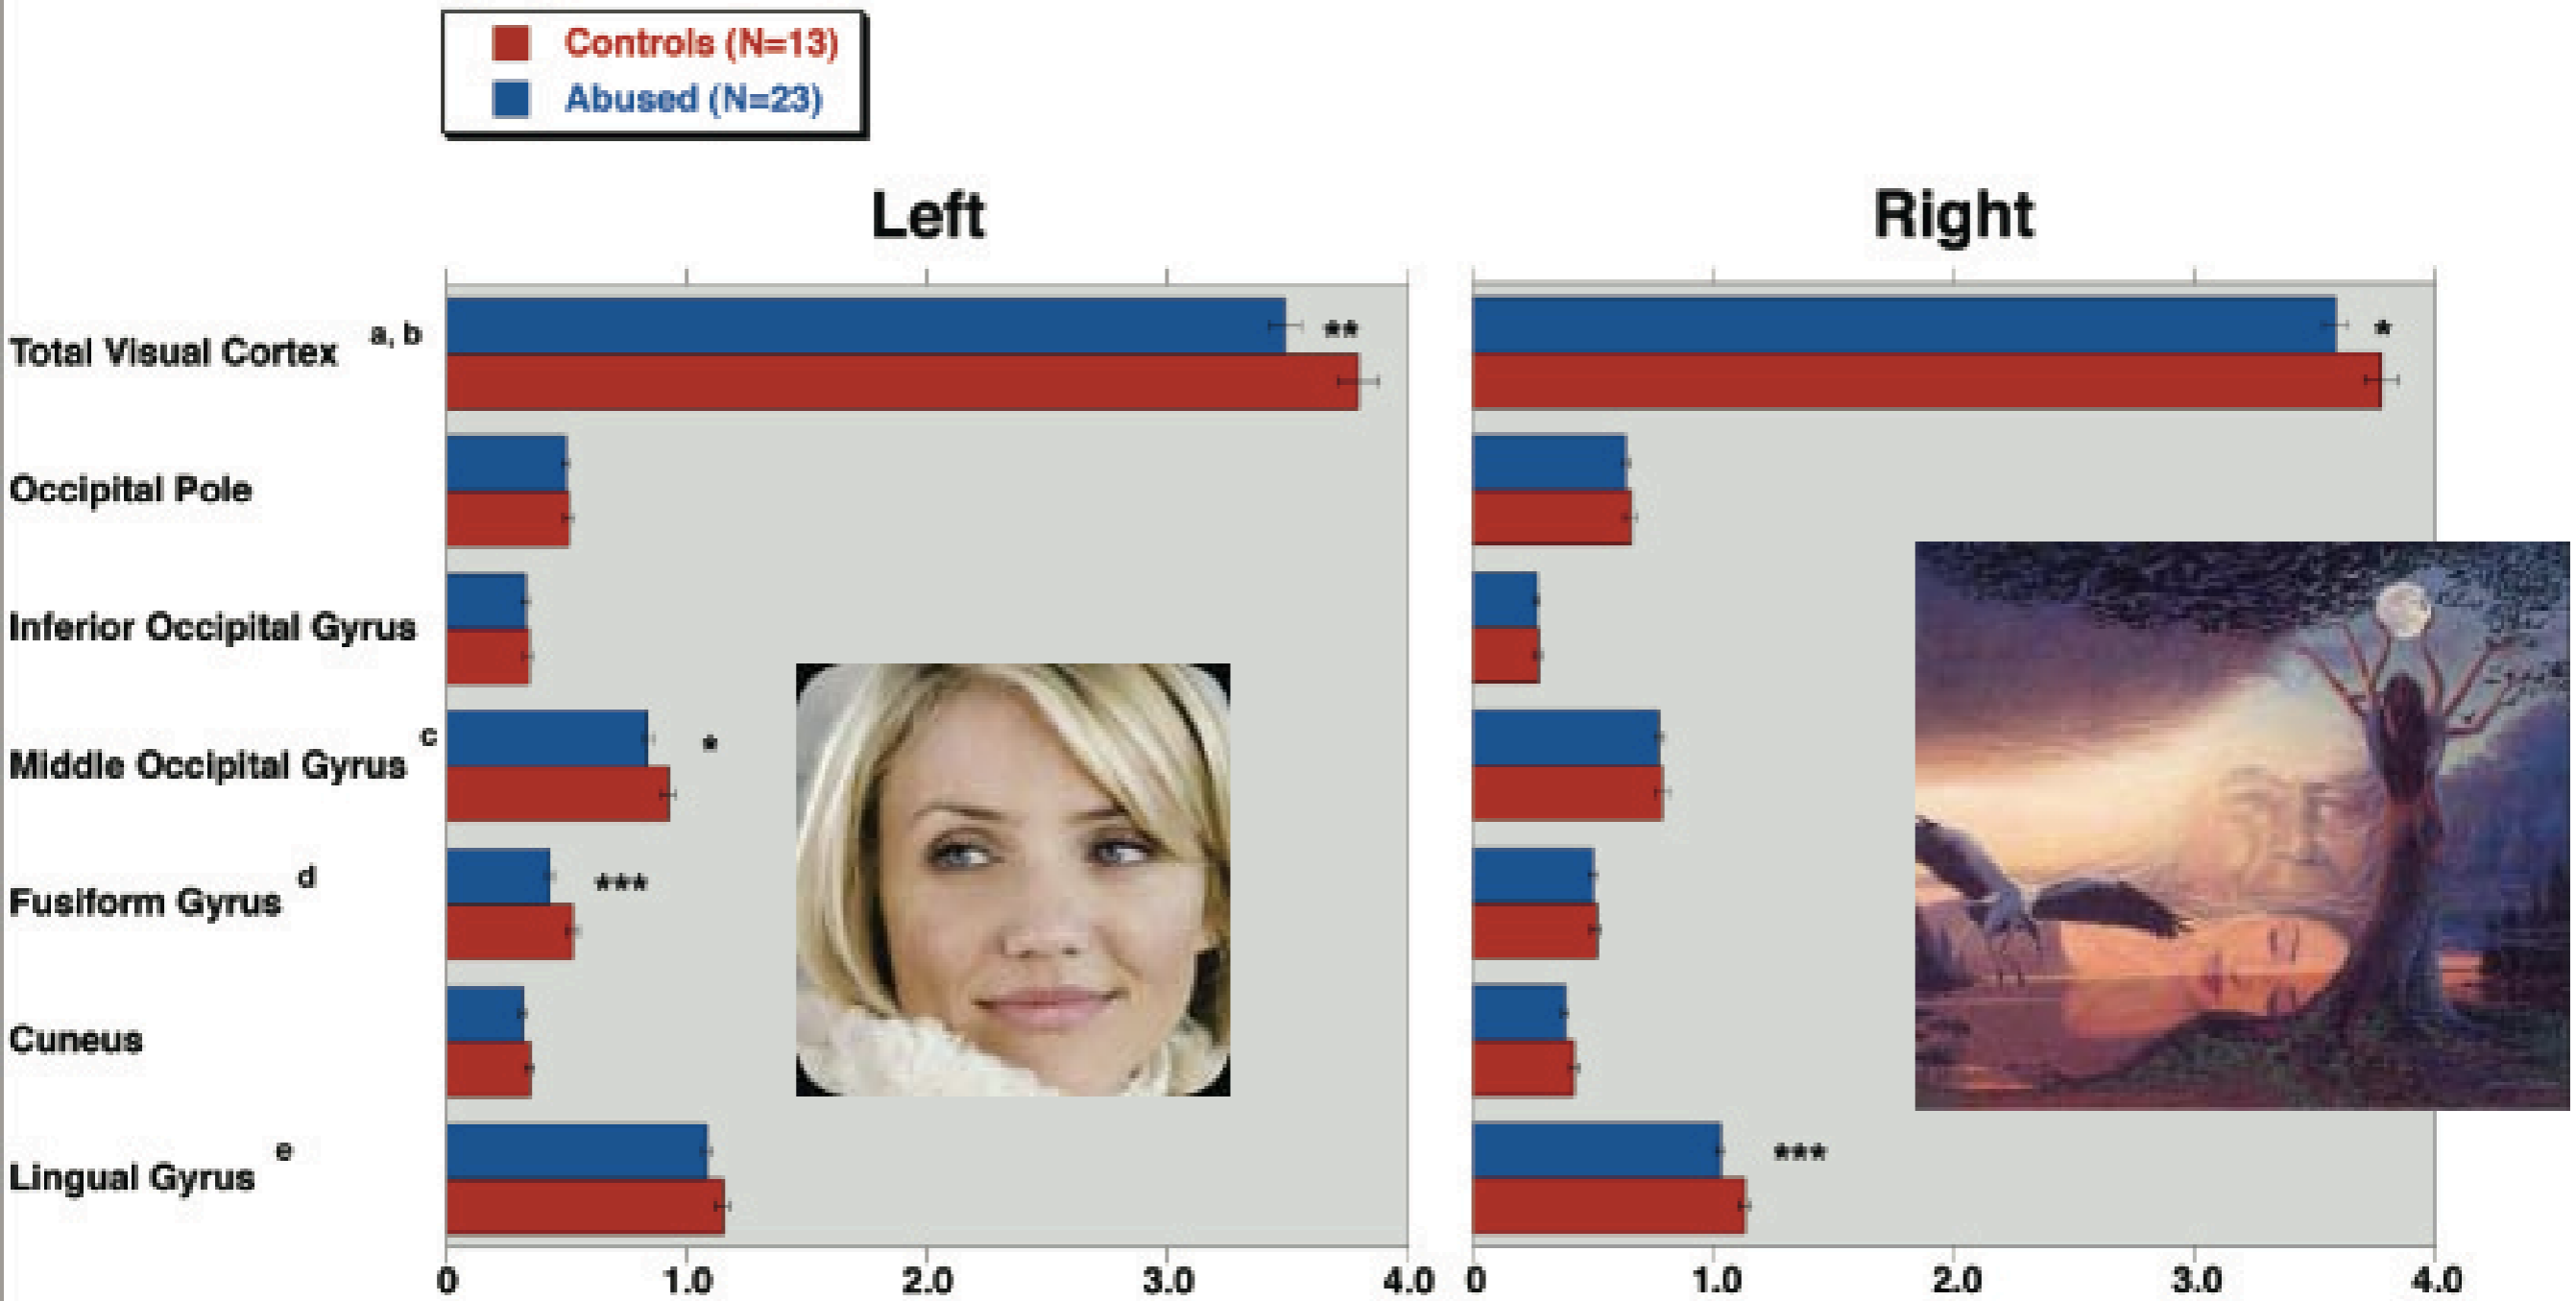 Controls (N=13)
Abused (N=23)
Left
Right
Total Visual Cortex a, b
**
*
Occipital Pole
Inferior Occipital Gyrus
Middle Occipital Gyrus c
*
Fusiform Gyrus d
***
Cuneus
Lingual Gyrus e
***
0 1.0 2.0 3.0 4.0
0 1.0 2.0 3.0 4.0